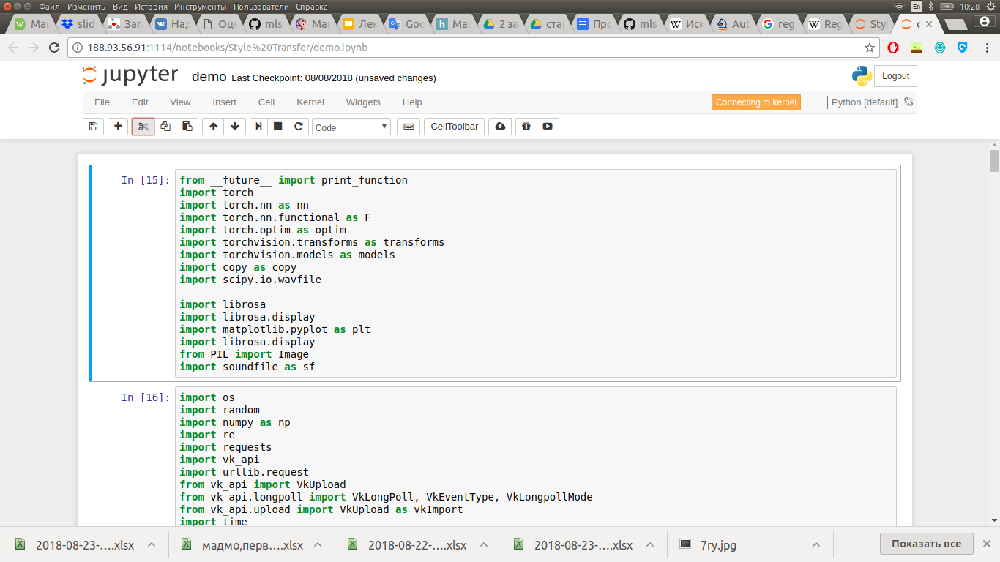 Файл Изменить Вид История Инструменты Пользователи Справка En 10:28
Маш slid Заг. Над Оце mls Маш Лек Goo Маш 2 за ста Про mls Иск Aut reg Reg Styl
188.93.56.91:1114/notebooks/Style%20Transfer/demo.ipynb
jupyter demo Last Checkpoint: 08/08/2018 (unsaved changes) Logout
File Edit View Insert Cell Kernel Widgets Help Connecting to kernel Python [default]
Code CellToolbar
In [15]: from __future__ import print_function
import torch
import torch.nn as nn
import torch.nn.functional as F
import torch.optim as optim
import torchvision.transforms as transforms
import torchvision.models as models
import copy as copy
import scipy.io.wavfile
import librosa
import librosa.display
import matplotlib.pyplot as plt
import librosa.display
from PIL import Image
import soundfile as sf
In [16]: import os
import random
import numpy as np
import re
import requests
import vk_api
import urllib.request
from vk_api import VkUpload
from vk_api.longpoll import VkLongPoll, VkEventType, VkLongpollMode
from vk_api.upload import VkUpload as vkImport
import time
2018-08-23-....xlsx мадмо,перв....xlsx 2018-08-22-....xlsx 2018-08-23-....xlsx 7ry.jpg Показать все